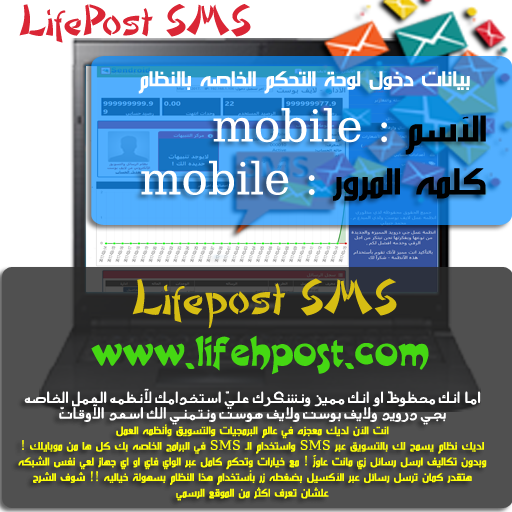 LifePost SMS
بيانات دخول لوحة التحكم الخاصه بالنظام
الاسم : mobile
كلمه المرور : mobile
Lifepost SMS
www.lifehpost.com
اما انك محظوظ او انك مميز ونشكرك عليّ استخدامك لأنظمه العمل الخاصه
بجي درويد ولايف بوست ولايف هوست ونتمني الك اسعد الأوقات
انت الان لديك معجزه في عالم البرمجيات والتسويق وأنظمه العمل
لديك نظام يسمح لك بالتسويق عبر SMS واستخدام الـ SMS في البرامج الخاصه بك كل ها من موبايلك !
وبدون تكاليف ارسل رسائل زي مانت عاوز ! مع خيارات وتحكم كامل عبر الواي فاي او اي جهاز لعي نفس الشبكه
هتقدر كمان ترسل رسائل عبر الاكسيل بضغطه زر بأستخدام هذا النظام بسهولة خياليه !! شوف الشرح
علشان تعرف اكثر من الموقع الرسمي